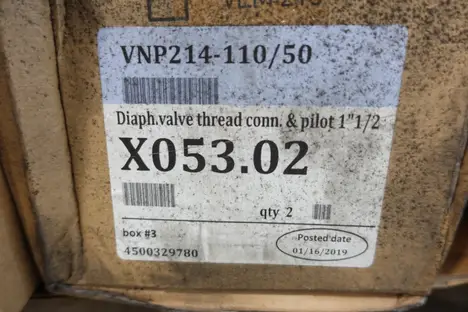 VNP214-110/50
Diaph.valve thread conn. & pilot 1"1/2
X053.02
qty 2
box #3
Posted date
4500329780
01/16/2019